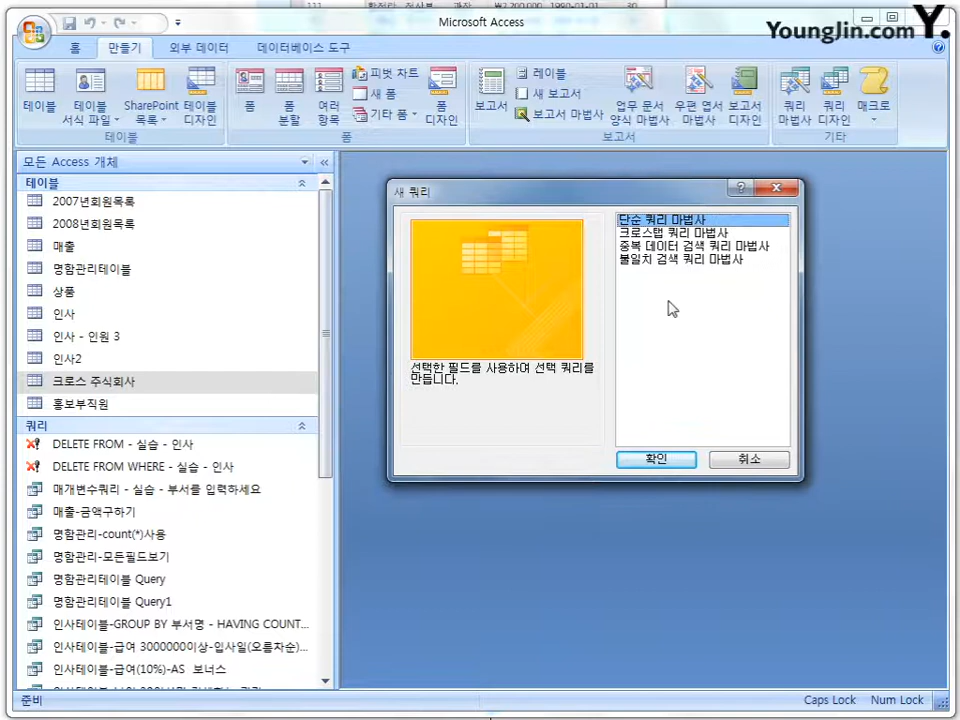 Microsoft Access
YoungJin.com Y.
홈 만들기 외부 데이터 데이터베이스 도구
테이블
테이블 서식 파일
SharePoint 목록
테이블 디자인
테이블
폼
폼 분할
여러 항목
피벗 차트
새 폼
기타 폼
폼 디자인
폼
보고서
레이블
새 보고서
보고서 마법사
업무 문서 양식 마법사
우편 엽서 마법사
보고서 디자인
보고서
쿼리 마법사
쿼리 디자인
매크로
기타
모든 Access 개체
테이블
2007년회원목록
2008년회원목록
매출
명함관리테이블
상품
인사
인사 - 인원 3
인사2
크로스 주식회사
홍보부직원
쿼리
DELETE FROM - 실습 - 인사
DELETE FROM WHERE - 실습 - 인사
매개변수쿼리 - 실습 - 부서를 입력하세요
매출-금액구하기
명함관리-count(*)사용
명함관리-모든필드보기
명함관리테이블 Query
명함관리테이블 Query1
인사테이블-GROUP BY 부서명 - HAVING COUNT...
인사테이블-급여 3000000이상-입사일(오름차순)...
인사테이블-급여(10%)-AS 보너스
새 쿼리
단순 쿼리 마법사
크로스탭 쿼리 마법사
중복 데이터 검색 쿼리 마법사
불일치 검색 쿼리 마법사
선택한 필드를 사용하여 선택 쿼리를
만듭니다.
확인 취소
준비
Caps Lock Num Lock